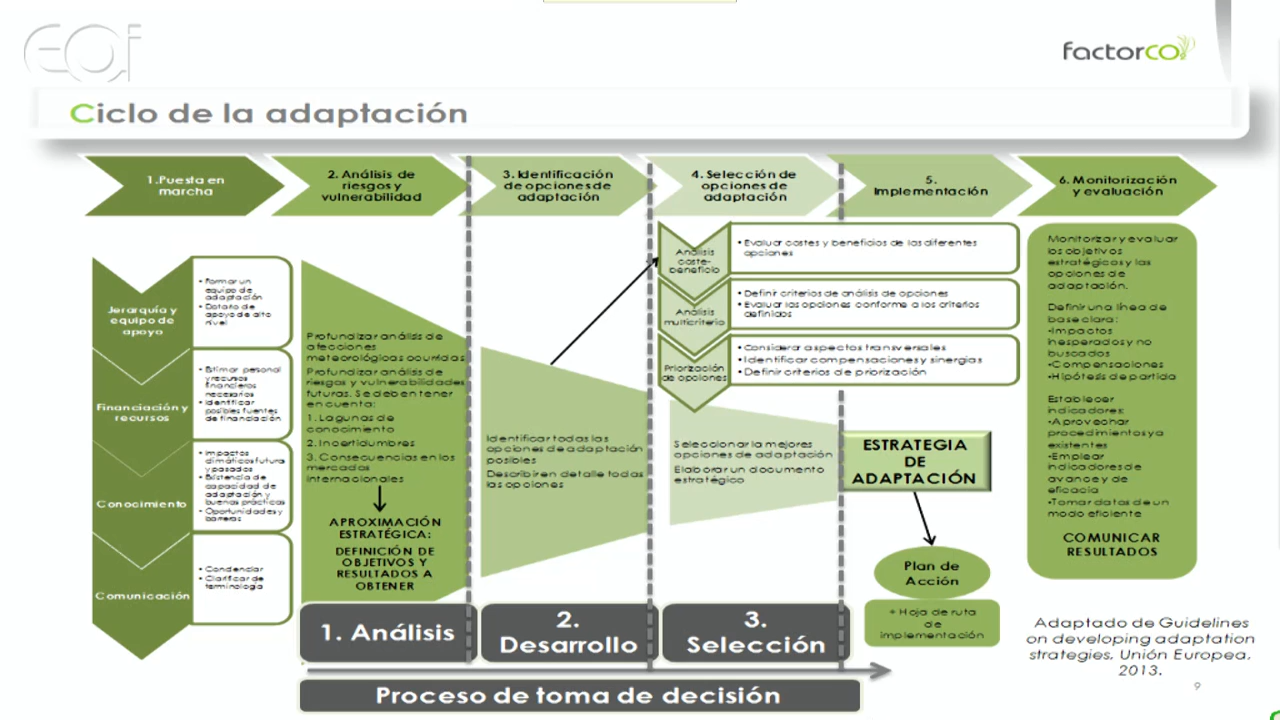 eoi
factorco
Ciclo de la adaptación
1.Puesta en
marcha
2. Análisis de
riesgos y
vulnerabilidad
3. Identificación
de opciones de
adaptación
4. Selección de
opciones de
adaptación
5.
Implementación
6. Monitorización
y evaluación
Jerarquía y
equipo de
apoyo
• Formar un
equipo de
adaptación
• Dotarlo de
apoyo de alto
nivel
Financiación y
recursos
• Estimar personal
y recursos
financieros
necesarios
• Identificar
posibles fuentes
de financiación
Conocimiento
• Impactos
climáticos futura
y pasados
• Existencia de
capacidad de
adaptación y
buenas prácticas
• Oportunidades y
barreras
Comunicación
• Concienciar
• Clarificar de
terminología
Profundizar análisis de
afecciones
meteorológicas ocurridas
Profundizar análisis de
riesgos y vulnerabilidades
futuras. Se deben tener
en cuenta:
1. Lagunas de
conocimiento
2. Incertidumbres
3. Consecuencias en los
mercados
internacionales
APROXIMACIÓN
ESTRATÉGICA:
DEFINICIÓN DE
OBJETIVOS Y
RESULTADOS A
OBTENER
Identificar todas las
opciones de adaptación
posibles
Describir en detalle todas
las opciones
Análisis
coste-
beneficio
• Evaluar costes y beneficios de las diferentes
opciones
Análisis
multicriterio
• Definir criterios de análisis de opciones
• Evaluar las opciones conforme a los criterios
definidos
Priorización
de opciones
• Considerar aspectos transversales
• Identificar compensaciones y sinergias
• Definir criterios de priorización
Seleccionar la mejores
opciones de adaptación
Elaborar un documento
estratégico
ESTRATEGIA
DE
ADAPTACIÓN
Plan de
Acción
+ Hoja de ruta
de
implementación
Monitorizar y evaluar
los objetivos
estratégicos y las
opciones de
adaptación.
Definir una línea de
base clara:
•Impactos
inesperados y no
buscados
•Compensaciones
•Hipótesis de partida
Establecer
indicadores:
•Aprovechar
procedimientos ya
existentes
•Emplear
indicadores de
avance y de
eficacia
•Tomar datos de un
modo eficiente
COMUNICAR
RESULTADOS
1. Análisis
2.
Desarrollo
3.
Selección
Proceso de toma de decisión
Adaptado de Guidelines
on developing adaptation
strategies, Unión Europea,
2013.
9